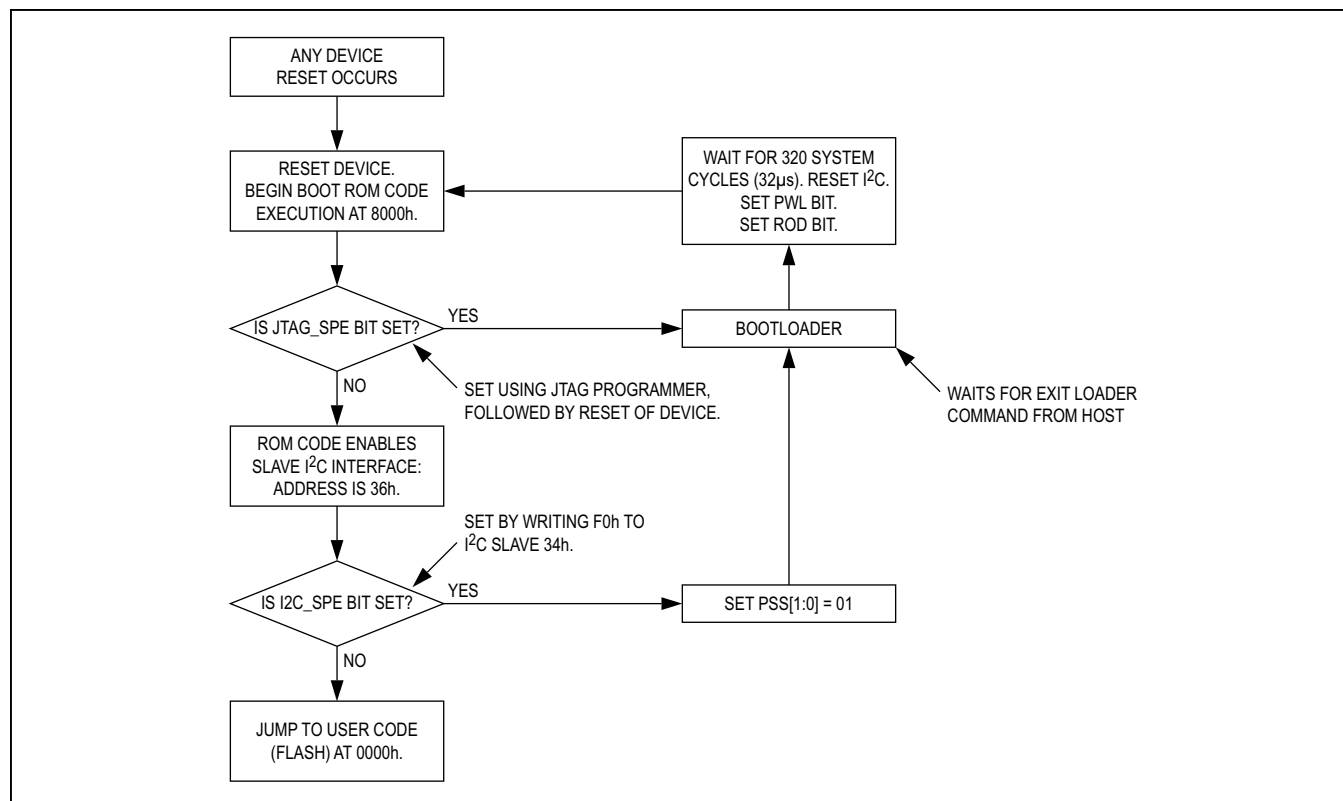 ANY DEVICE
RESET OCCURS
RESET DEVICE.
BEGIN BOOT ROM CODE
EXECUTION AT 8000h.
WAIT FOR 320 SYSTEM
CYCLES (32µs). RESET I²C.
SET PWL BIT.
SET ROD BIT.
IS JTAG_SPE BIT SET?
YES
BOOTLOADER
NO
SET USING JTAG PROGRAMMER,
FOLLOWED BY RESET OF DEVICE.
WAITS FOR EXIT LOADER
COMMAND FROM HOST
ROM CODE ENABLES
SLAVE I²C INTERFACE:
ADDRESS IS 36h.
SET BY WRITING F0h TO
I²C SLAVE 34h.
IS I2C_SPE BIT SET?
YES
SET PSS[1:0] = 01
NO
JUMP TO USER CODE
(FLASH) AT 0000h.